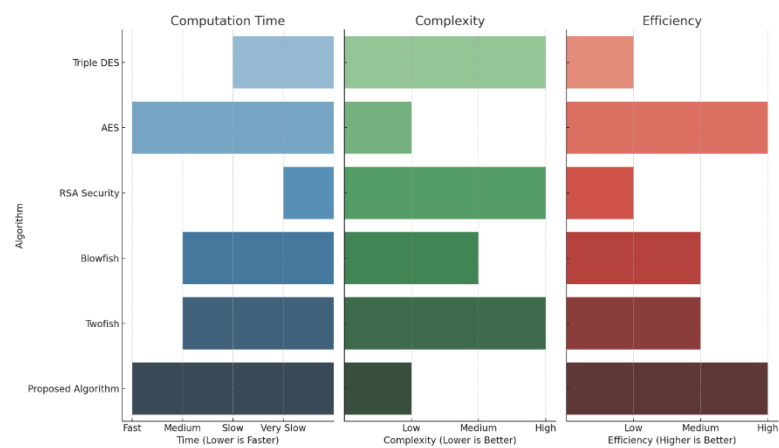 Computation Time
Complexity
Efficiency
Algorithm
Triple DES
AES
RSA Security
Blowfish
Twofish
Proposed Algorithm
Fast Medium Slow Very Slow
Time (Lower is Faster)
Low Medium High
Complexity (Lower is Better)
Low Medium High
Efficiency (Higher is Better)